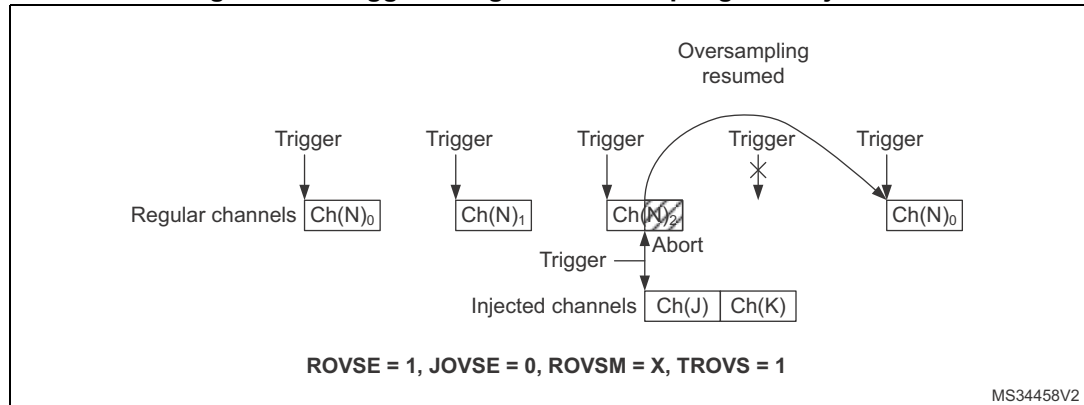 Oversampling
resumed
Trigger Trigger Trigger Trigger Trigger
Regular channels Ch(N)₀ Ch(N)₁ Ch(N)₂ Ch(N)₀
Abort
Trigger
Injected channels Ch(J) Ch(K)
ROVSE = 1, JOVSE = 0, ROVSM = X, TROVS = 1
MS34458V2